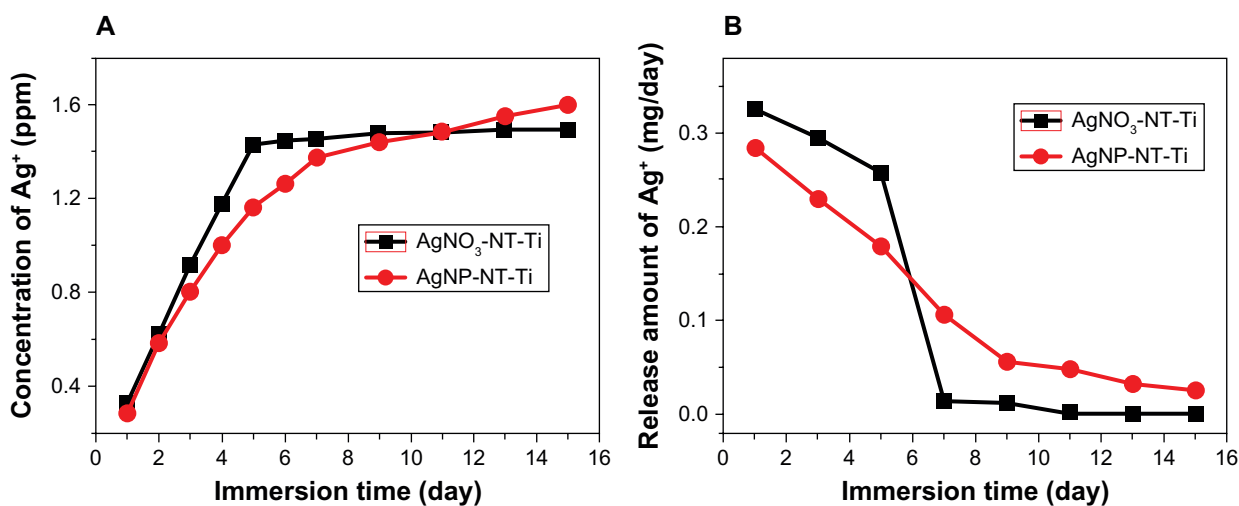 A
Concentration of Ag⁺ (ppm)
1.6
1.2
0.8
0.4
0 2 4 6 8 10 12 14 16
Immersion time (day)
AgNO₃-NT-Ti
AgNP-NT-Ti
B
Release amount of Ag⁺ (mg/day)
0.3
0.2
0.1
0.0
0 2 4 6 8 10 12 14 16
Immersion time (day)
AgNO₃-NT-Ti
AgNP-NT-Ti